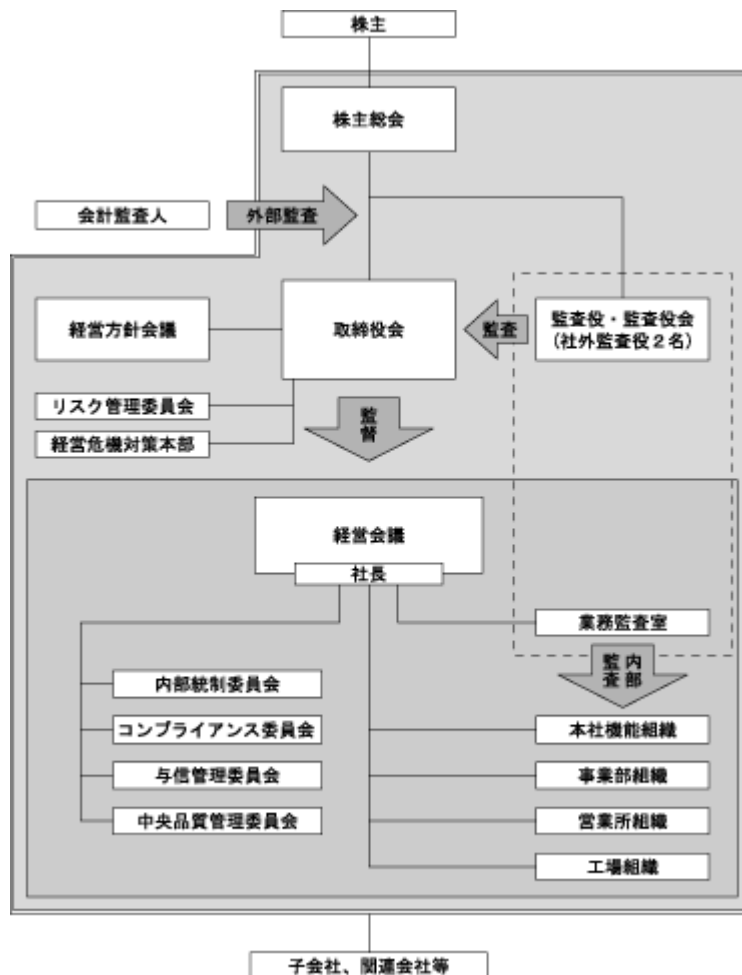 株主
株主総会
会計監査人
外部監査
経営方針会議
取締役会
監査
監査役・監査役会
(社外監査役2名)
リスク管理委員会
経営危機対策本部
監督
経営会議
社長
業務監査室
内部監査
内部統制委員会
コンプライアンス委員会
与信管理委員会
中央品質管理委員会
本社機能組織
事業部組織
営業所組織
工場組織
子会社、関連会社等